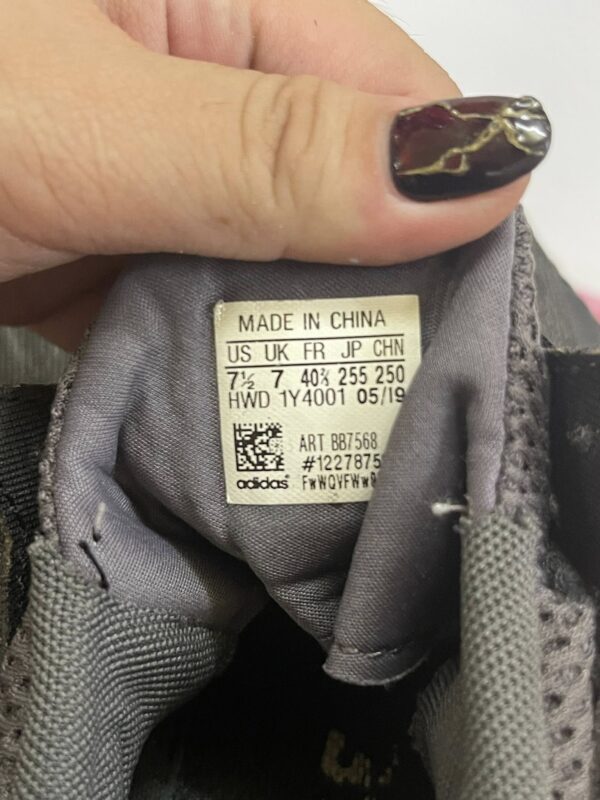 MADE IN CHINA
US UK FR JP CHN
7½ 7 40⅔ 255 250
HWD 1Y4001 05/19
ART BB7568
#1227875
adidas